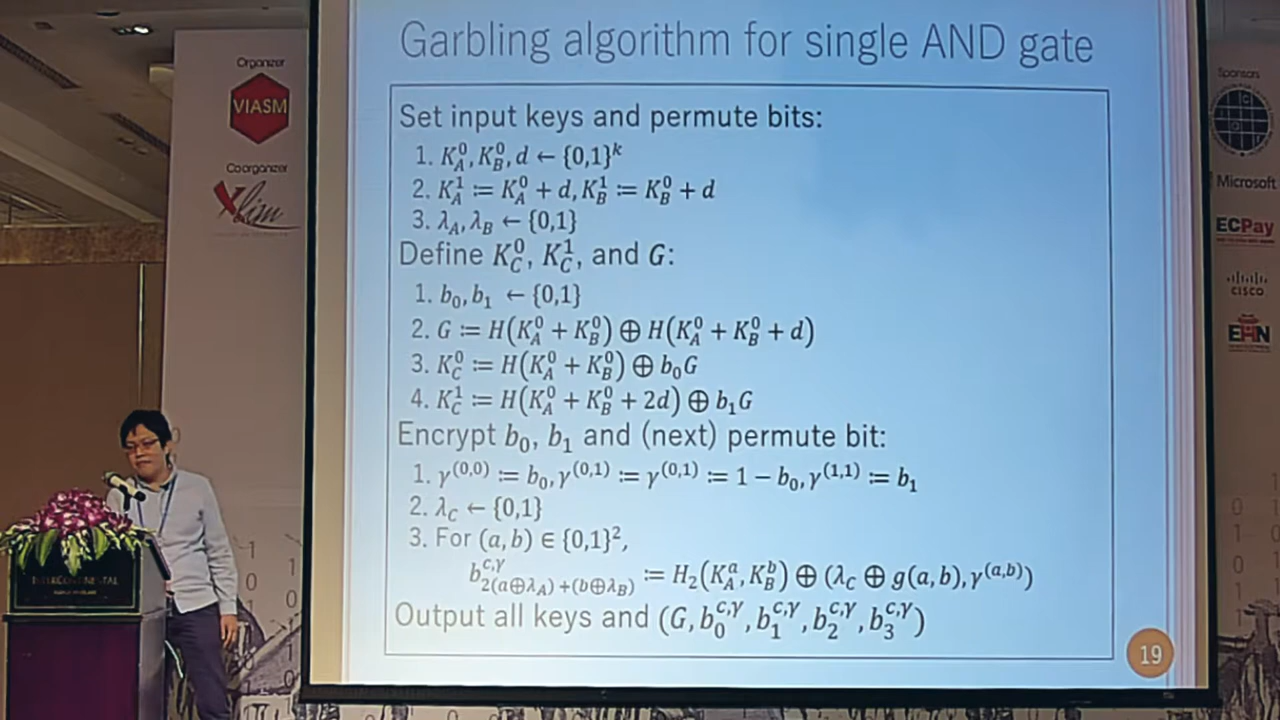 Garbling algorithm for single AND gate
Set input keys and permute bits:
1. K_A^0, K_B^0, d ← {0,1}^k
2. K_A^1 := K_A^0 + d, K_B^1 := K_B^0 + d
3. λ_A, λ_B ← {0,1}
Define K_C^0, K_C^1, and G:
1. b_0, b_1 ← {0,1}
2. G := H(K_A^0 + K_B^0) ⊕ H(K_A^0 + K_B^0 + d)
3. K_C^0 := H(K_A^0 + K_B^0) ⊕ b_0G
4. K_C^1 := H(K_A^0 + K_B^0 + 2d) ⊕ b_1G
Encrypt b_0, b_1 and (next) permute bit:
1. γ^(0,0) := b_0, γ^(0,1) := γ^(0,1) := 1 − b_0, γ^(1,1) := b_1
2. λ_C ← {0,1}
3. For (a, b) ∈ {0,1}^2,
b^{c,γ}_{2(a⊕λ_A)+(b⊕λ_B)} := H_2(K_A^a, K_B^b) ⊕ (λ_C ⊕ g(a, b), γ^(a,b))
Output all keys and (G, b_0^{c,γ}, b_1^{c,γ}, b_2^{c,γ}, b_3^{c,γ})
19
Organizer
VIASM
Coorganizer
Xlim
INTERCONTINENTAL
Sponsors
Microsoft
ECPay
CISCO